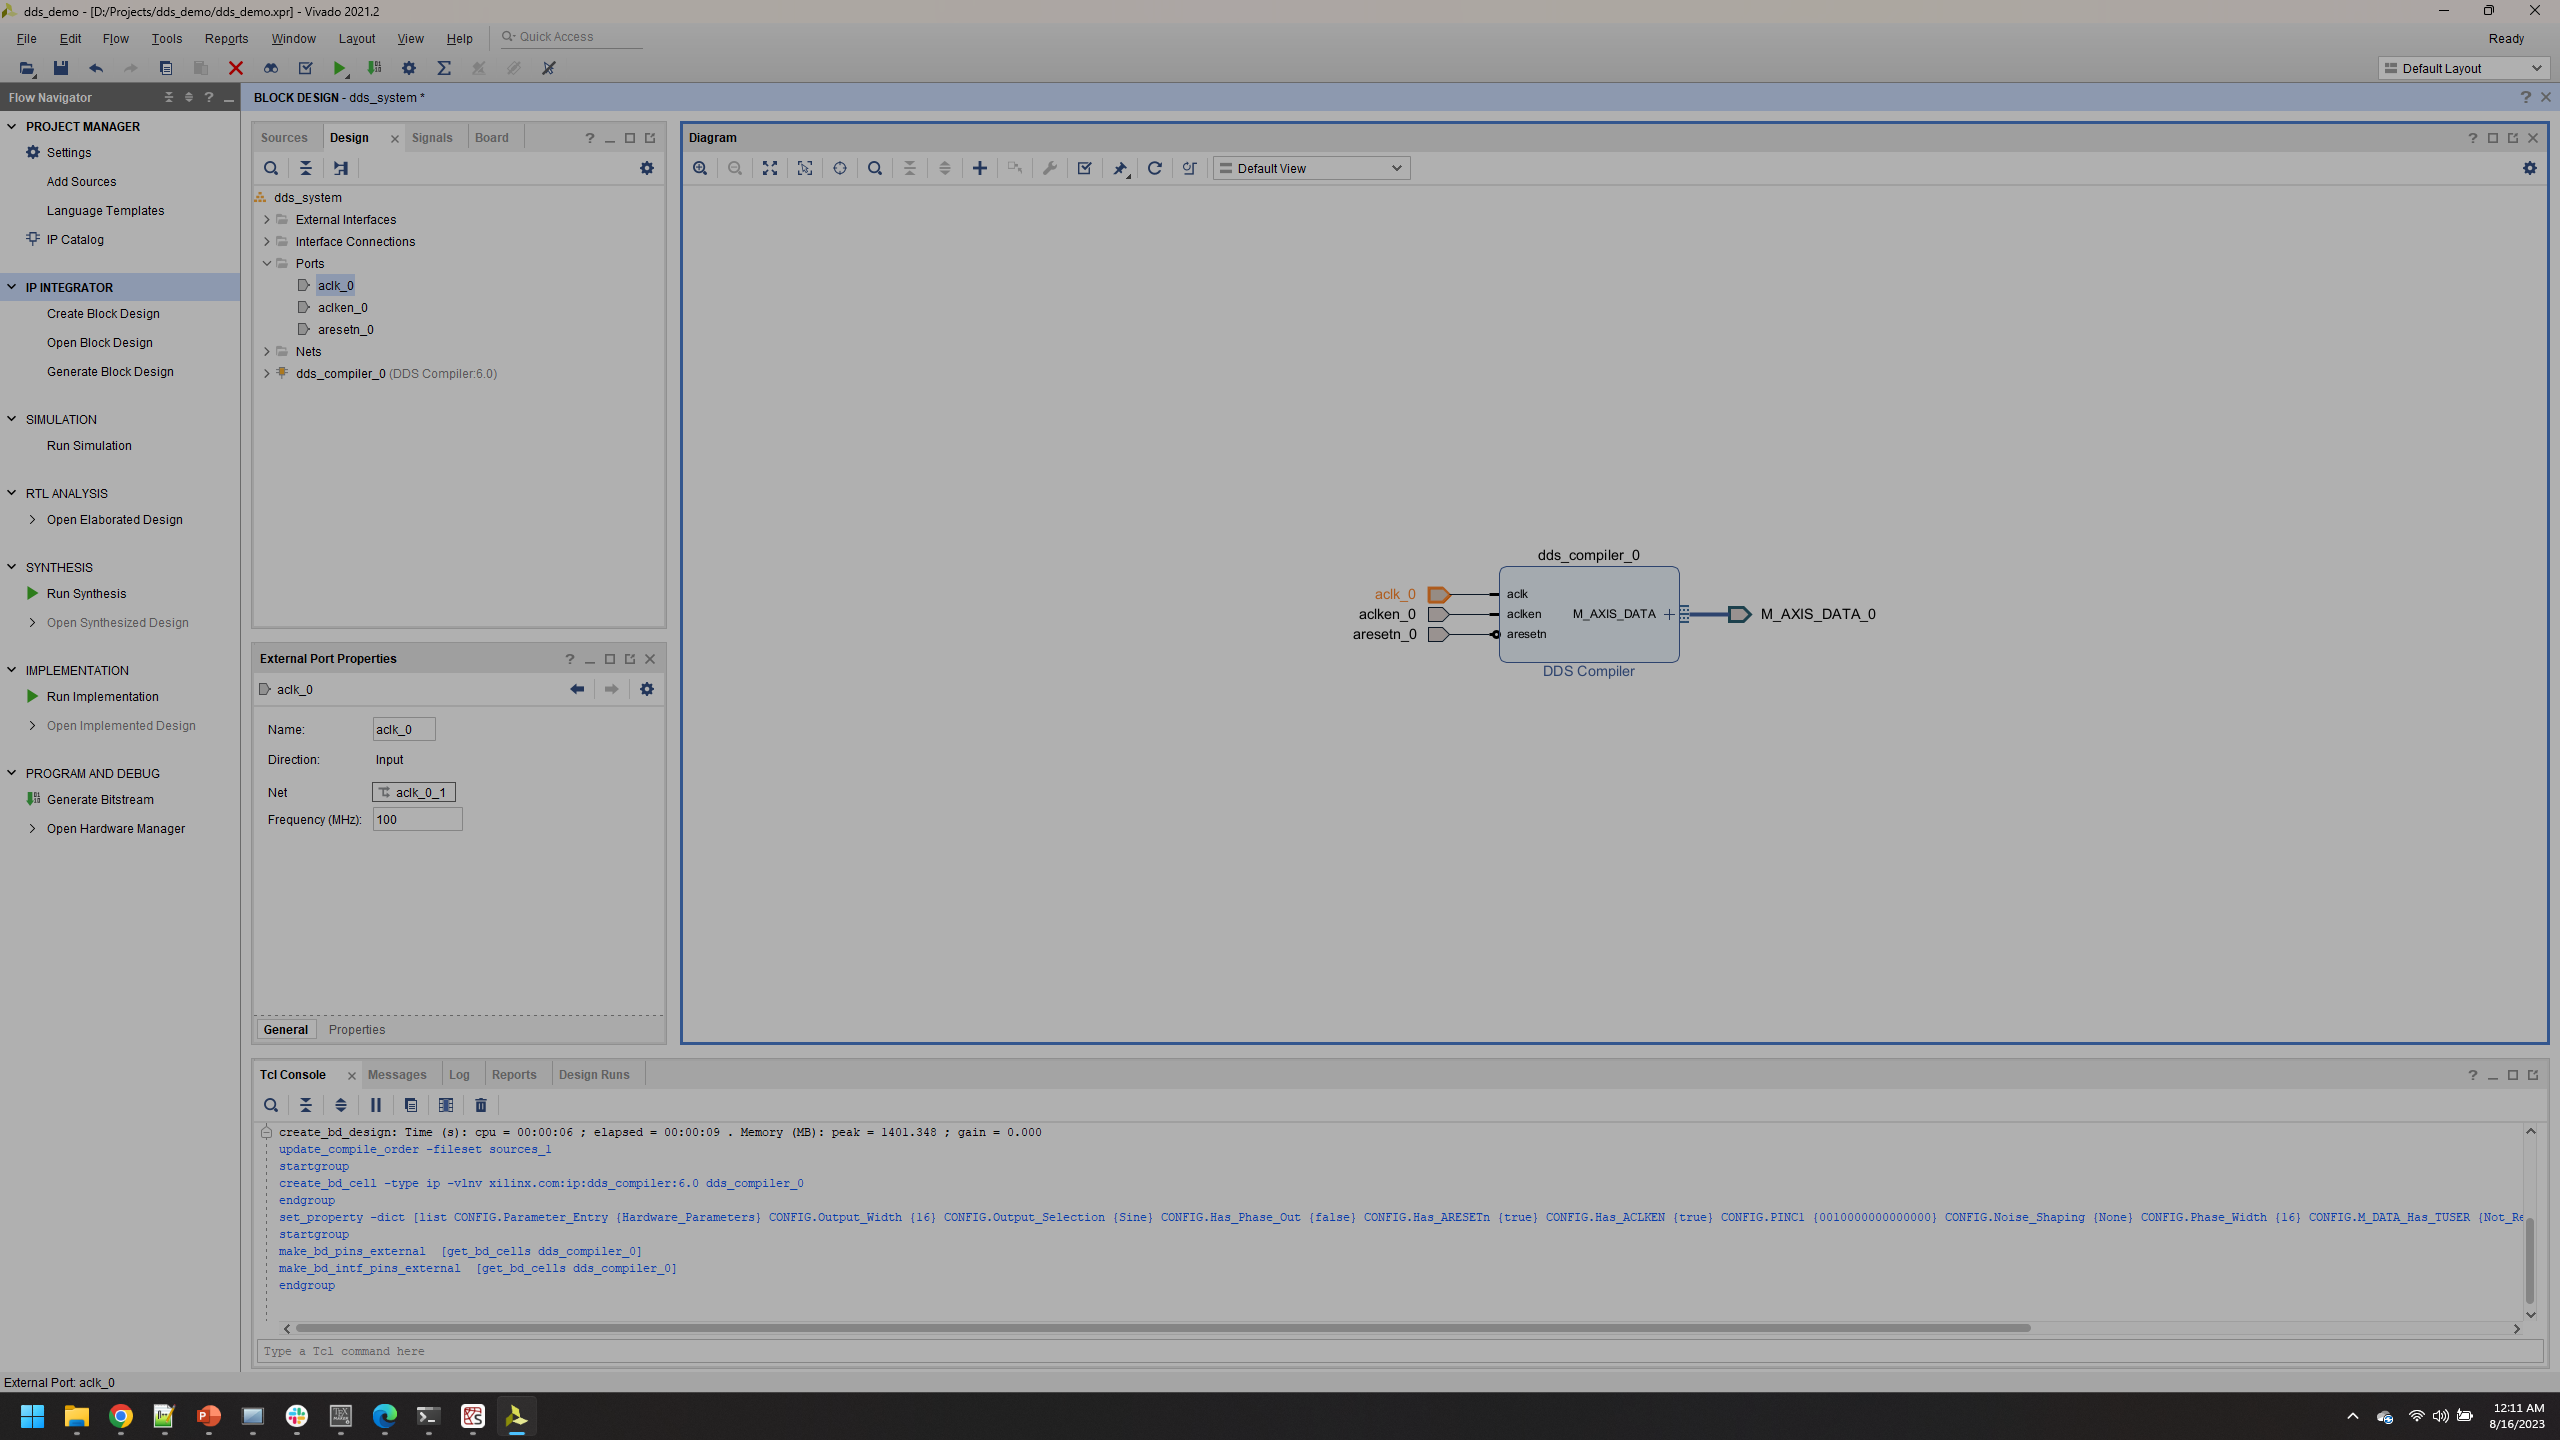 dds_demo - [D:/Projects/dds_demo/dds_demo.xpr] - Vivado 2021.2
File Edit Flow Tools Reports Window Layout View Help Quick Access Ready
Default Layout
Flow Navigator
PROJECT MANAGER
Settings
Add Sources
Language Templates
IP Catalog
IP INTEGRATOR
Create Block Design
Open Block Design
Generate Block Design
SIMULATION
Run Simulation
RTL ANALYSIS
Open Elaborated Design
SYNTHESIS
Run Synthesis
Open Synthesized Design
IMPLEMENTATION
Run Implementation
Open Implemented Design
PROGRAM AND DEBUG
Generate Bitstream
Open Hardware Manager
BLOCK DESIGN - dds_system *
Sources Design Signals Board
dds_system
External Interfaces
Interface Connections
Ports
aclk_0
aclken_0
aresetn_0
Nets
dds_compiler_0 (DDS Compiler:6.0)
External Port Properties
aclk_0
Name: aclk_0
Direction: Input
Net aclk_0_1
Frequency (MHz): 100
General Properties
Diagram
Default View
dds_compiler_0
aclk_0 aclk
aclken_0 aclken M_AXIS_DATA M_AXIS_DATA_0
aresetn_0 aresetn
DDS Compiler
Tcl Console Messages Log Reports Design Runs
create_bd_design: Time (s): cpu = 00:00:06 ; elapsed = 00:00:09 . Memory (MB): peak = 1401.348 ; gain = 0.000
update_compile_order -fileset sources_1
startgroup
create_bd_cell -type ip -vlnv xilinx.com:ip:dds_compiler:6.0 dds_compiler_0
endgroup
set_property -dict [list CONFIG.Parameter_Entry {Hardware_Parameters} CONFIG.Output_Width {16} CONFIG.Output_Selection {Sine} CONFIG.Has_Phase_Out {false} CONFIG.Has_ARESETn {true} CONFIG.Has_ACLKEN {true} CONFIG.PINC1 {0010000000000000} CONFIG.Noise_Shaping {None} CONFIG.Phase_Width {16} CONFIG.M_DATA_Has_TUSER {Not_Re
startgroup
make_bd_pins_external [get_bd_cells dds_compiler_0]
make_bd_intf_pins_external [get_bd_cells dds_compiler_0]
endgroup
Type a Tcl command here
External Port: aclk_0
12:11 AM
8/16/2023